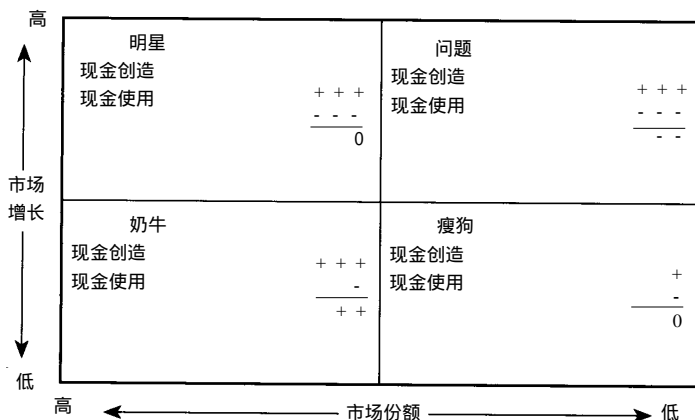 高
明星
现金创造
现金使用
+ + +
- - -
0
问题
现金创造
现金使用
+ + +
- - -
- -
市场
增长
奶牛
现金创造
现金使用
+ + +
-
+ +
瘦狗
现金创造
现金使用
+
-
0
低
高
市场份额
低